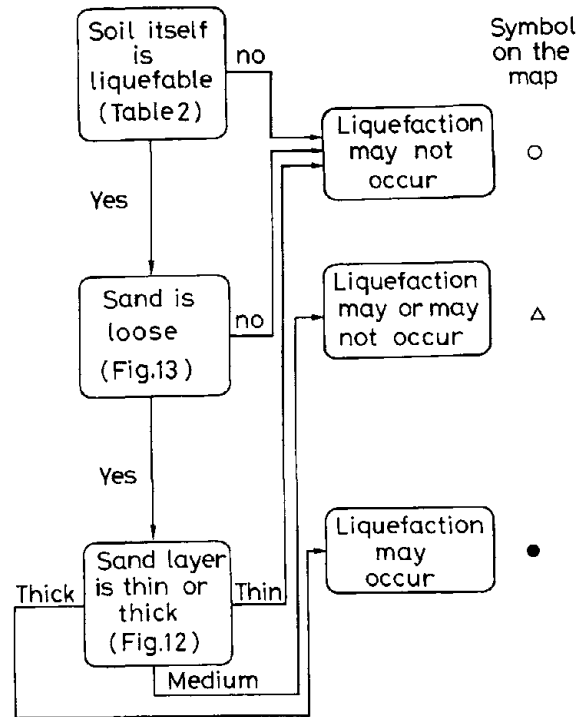 Soil itself
is
liquefable
(Table2)
no
Symbol
on the
map
Liquefaction
may not
occur
Yes
Sand is
loose
(Fig.13)
no
Liquefaction
may or may
not occur
Yes
Sand layer
is thin or
thick
(Fig.12)
Thick
Thin
Medium
Liquefaction
may
occur